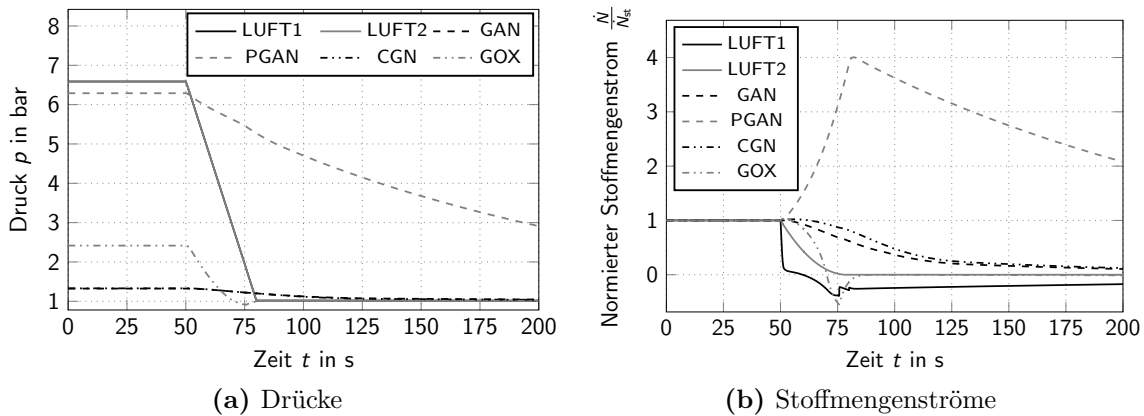 8
7
6
5
4
3
2
1
0 25 50 75 100 125 150 175 200
Druck p in bar
Zeit t in s
LUFT1 LUFT2 GAN
PGAN CGN GOX
(a) Drücke
Normierter Stoffmengenstrom Ṅ/Ṅst
4
3
2
1
0
0 25 50 75 100 125 150 175 200
Zeit t in s
LUFT1
LUFT2
GAN
PGAN
CGN
GOX
(b) Stoffmengenströme